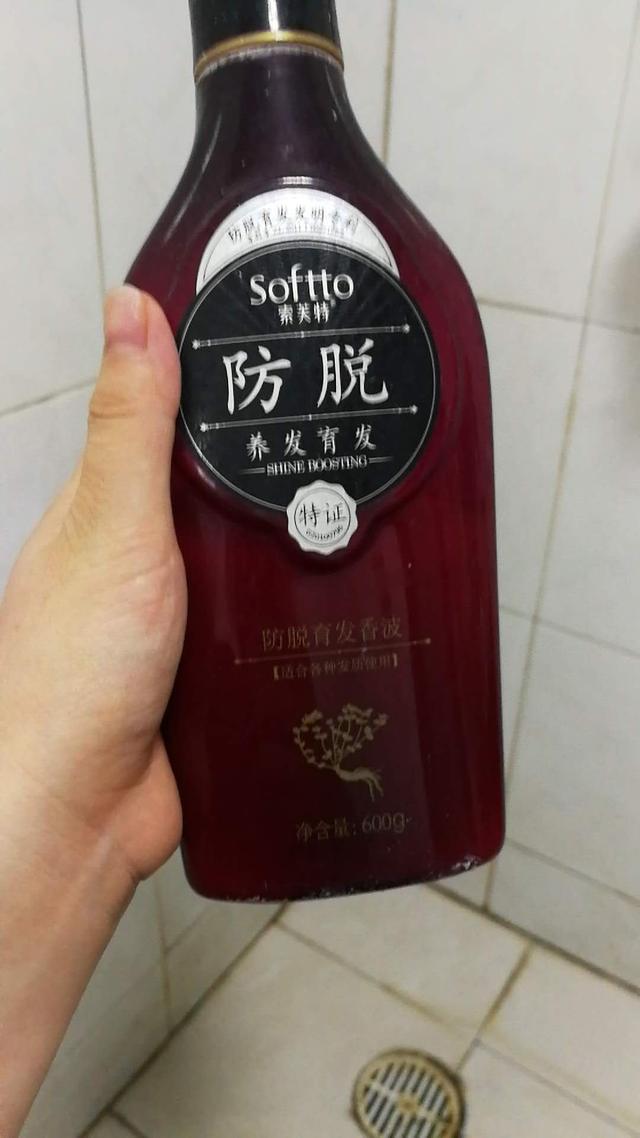 防脱育发发明专利
Softto
索芙特
防脱
养发育发
SHINE BOOSTING
特证
防脱育发香波
【适合各种发质使用】
净含量:600g